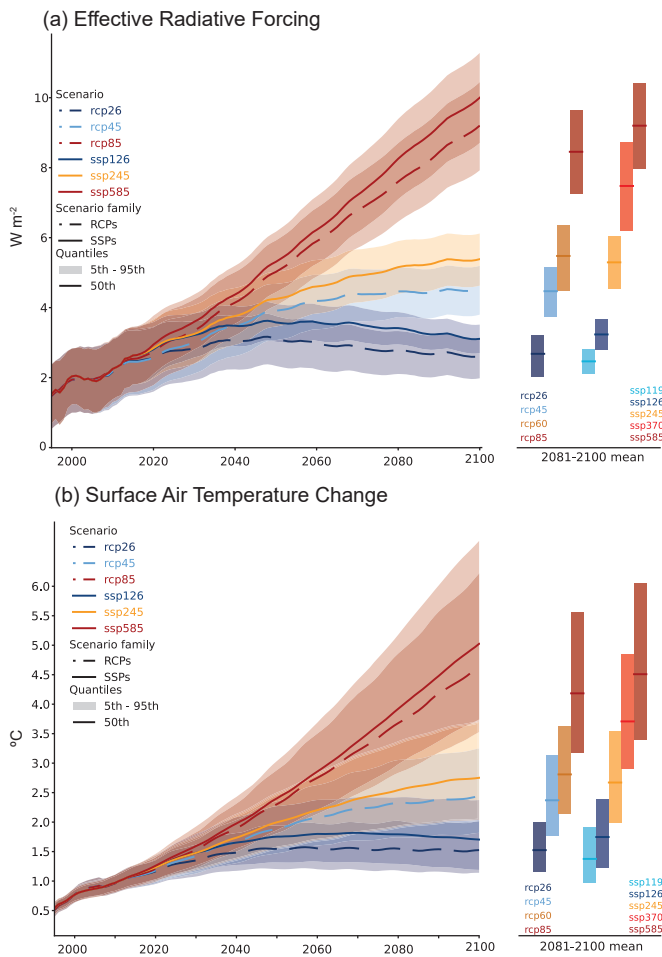 (a) Effective Radiative Forcing
Scenario
rcp26
rcp45
rcp85
ssp126
ssp245
ssp585
Scenario family
RCPs
SSPs
Quantiles
5th - 95th
50th
W m-2
10
8
6
4
2
0
2000
2020
2040
2060
2080
2100
rcp26
rcp45
rcp60
rcp85
ssp119
ssp126
ssp245
ssp370
ssp585
2081-2100 mean
(b) Surface Air Temperature Change
Scenario
rcp26
rcp45
rcp85
ssp126
ssp245
ssp585
Scenario family
RCPs
SSPs
Quantiles
5th - 95th
50th
ºC
6.0
5.5
5.0
4.5
4.0
3.5
3.0
2.5
2.0
1.5
1.0
0.5
2000
2020
2040
2060
2080
2100
rcp26
rcp45
rcp60
rcp85
ssp119
ssp126
ssp245
ssp370
ssp585
2081-2100 mean